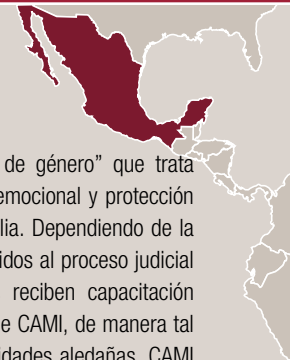 de género” que trata
emocional y protección
lia. Dependiendo de la
idos al proceso judicial
reciben capacitación
e CAMI, de manera tal
idades aledañas. CAMI